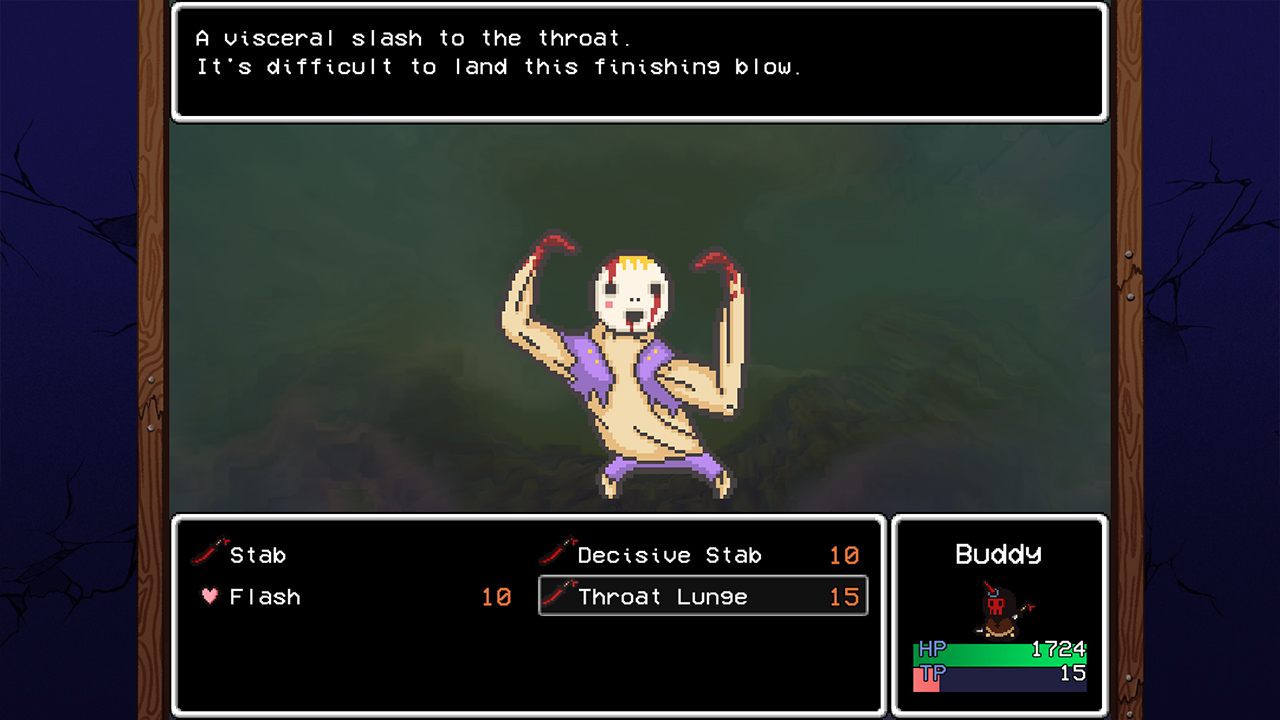 A visceral slash to the throat.
It's difficult to land this finishing blow.
Stab
Decisive Stab 10
Flash 10
Throat Lunge 15
Buddy
HP 1724
TP 15